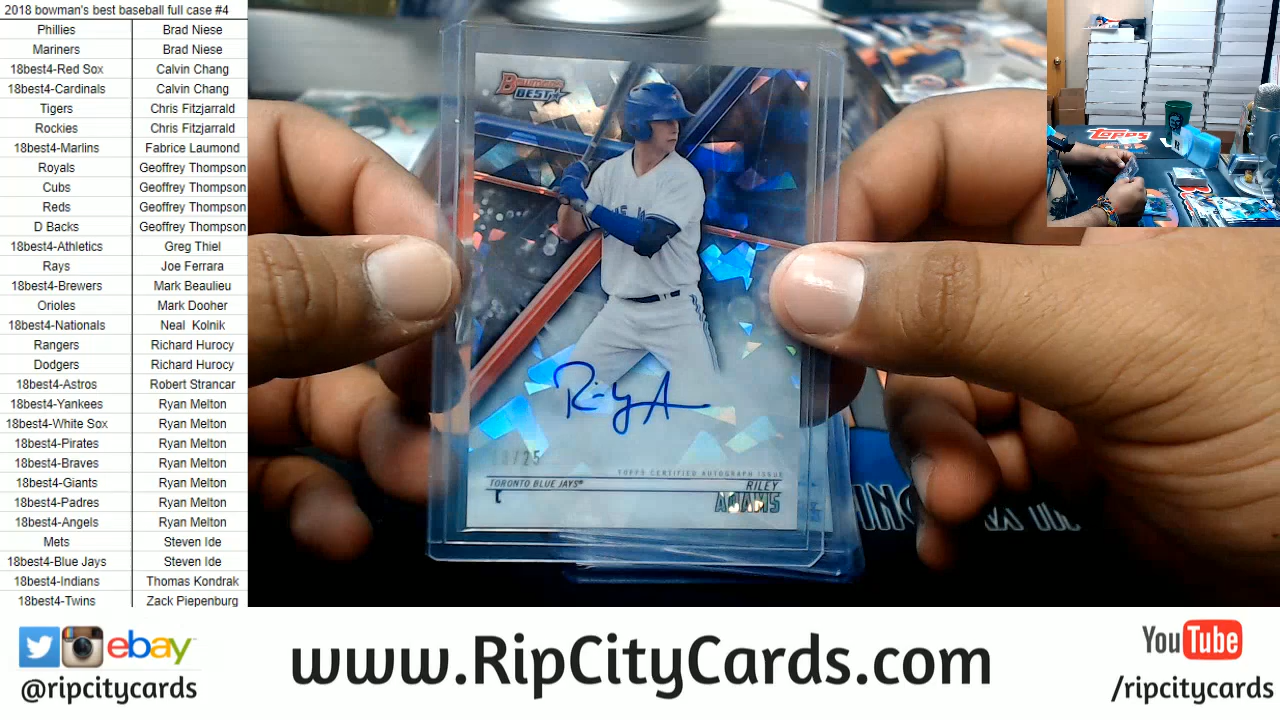 2018 bowman's best baseball full case #4
Phillies Brad Niese
Mariners Brad Niese
18best4-Red Sox Calvin Chang
18best4-Cardinals Calvin Chang
Tigers Chris Fitzjarrald
Rockies Chris Fitzjarrald
18best4-Marlins Fabrice Laumond
Royals Geoffrey Thompson
Cubs Geoffrey Thompson
Reds Geoffrey Thompson
D Backs Geoffrey Thompson
18best4-Athletics Greg Thiel
Rays Joe Ferrara
18best4-Brewers Mark Beaulieu
Orioles Mark Dooher
18best4-Nationals Neal Kolnik
Rangers Richard Hurocy
Dodgers Richard Hurocy
18best4-Astros Robert Strancar
18best4-Yankees Ryan Melton
18best4-White Sox Ryan Melton
18best4-Pirates Ryan Melton
18best4-Braves Ryan Melton
18best4-Giants Ryan Melton
18best4-Padres Ryan Melton
18best4-Angels Ryan Melton
Mets Steven Ide
18best4-Blue Jays Steven Ide
18best4-Indians Thomas Kondrak
18best4-Twins Zack Piepenburg
Bowman's
BEST
/25
TOPPS CERTIFIED AUTOGRAPH ISSUE
TORONTO BLUE JAYS® RILEY
C ADAMS
Topps
ebay
@ripcitycards
www.RipCityCards.com
YouTube
/ripcitycards